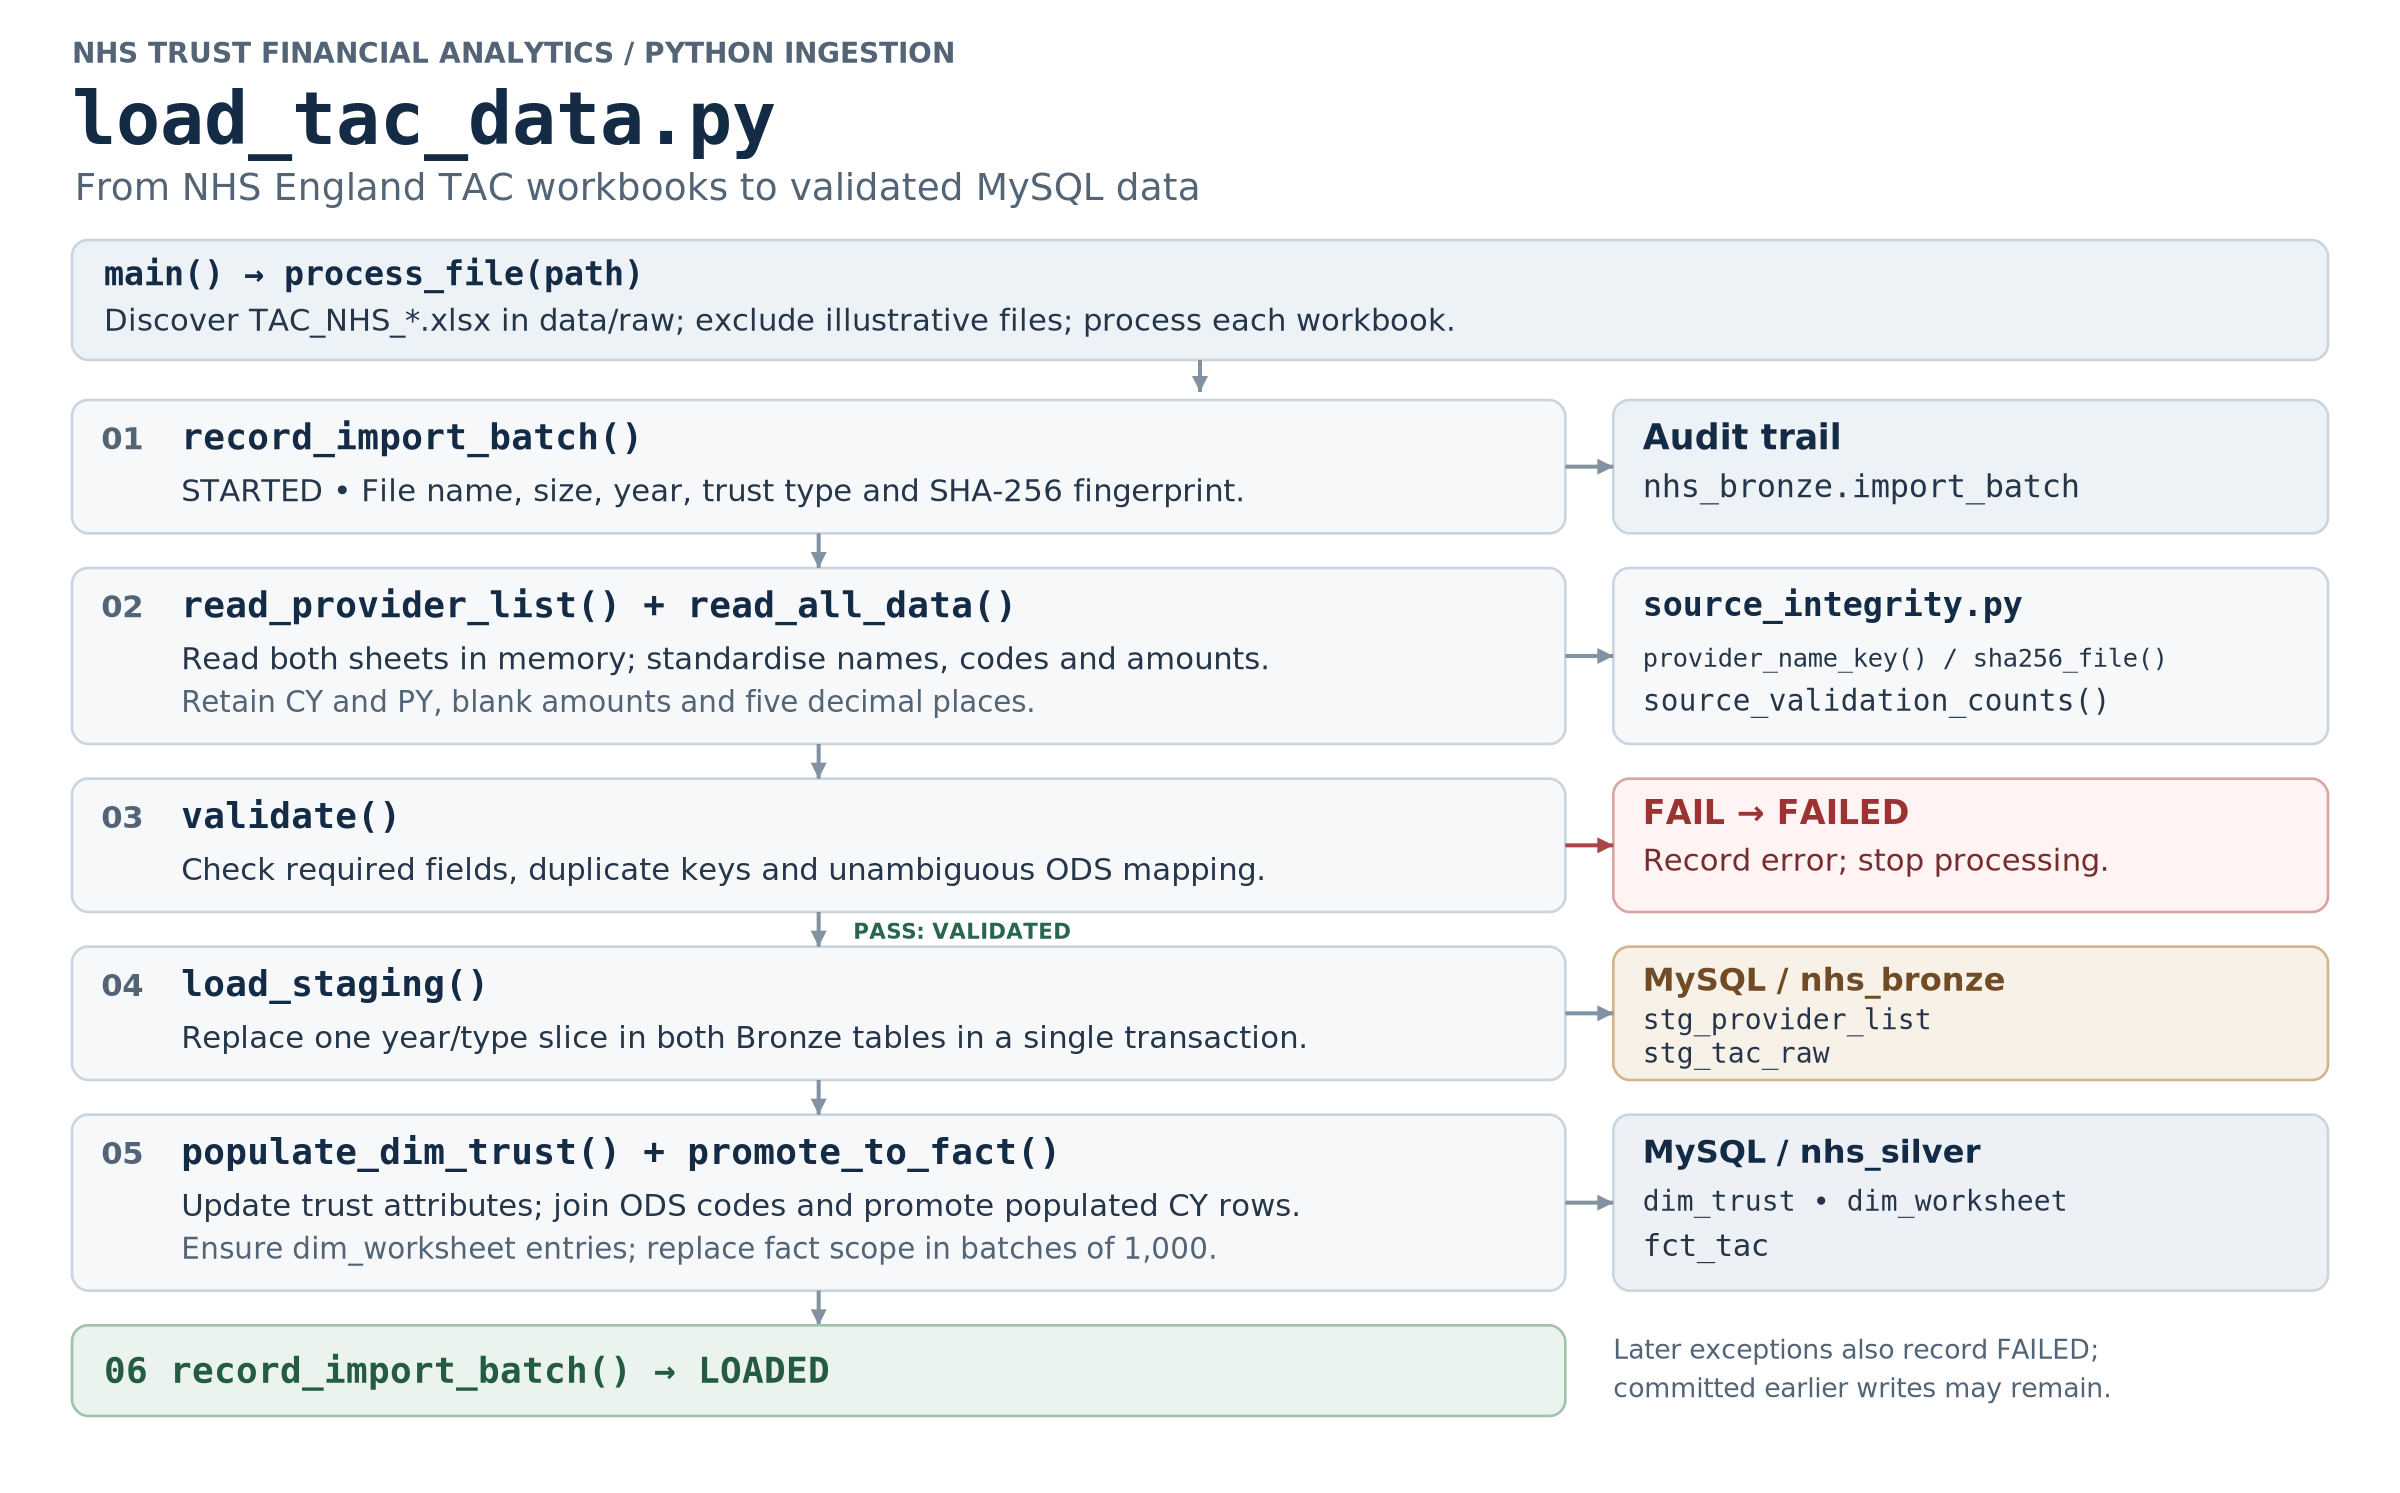 NHS TRUST FINANCIAL ANALYTICS / PYTHON INGESTION
load_tac_data.py
From NHS England TAC workbooks to validated MySQL data
main() → process_file(path)
Discover TAC_NHS_*.xlsx in data/raw; exclude illustrative files; process each workbook.
01 record_import_batch()
STARTED • File name, size, year, trust type and SHA-256 fingerprint.
Audit trail
nhs_bronze.import_batch
02 read_provider_list() + read_all_data()
Read both sheets in memory; standardise names, codes and amounts.
Retain CY and PY, blank amounts and five decimal places.
source_integrity.py
provider_name_key() / sha256_file()
source_validation_counts()
03 validate()
Check required fields, duplicate keys and unambiguous ODS mapping.
FAIL → FAILED
Record error; stop processing.
PASS: VALIDATED
04 load_staging()
Replace one year/type slice in both Bronze tables in a single transaction.
MySQL / nhs_bronze
stg_provider_list
stg_tac_raw
05 populate_dim_trust() + promote_to_fact()
Update trust attributes; join ODS codes and promote populated CY rows.
Ensure dim_worksheet entries; replace fact scope in batches of 1,000.
MySQL / nhs_silver
dim_trust • dim_worksheet
fct_tac
06 record_import_batch() → LOADED
Later exceptions also record FAILED;
committed earlier writes may remain.